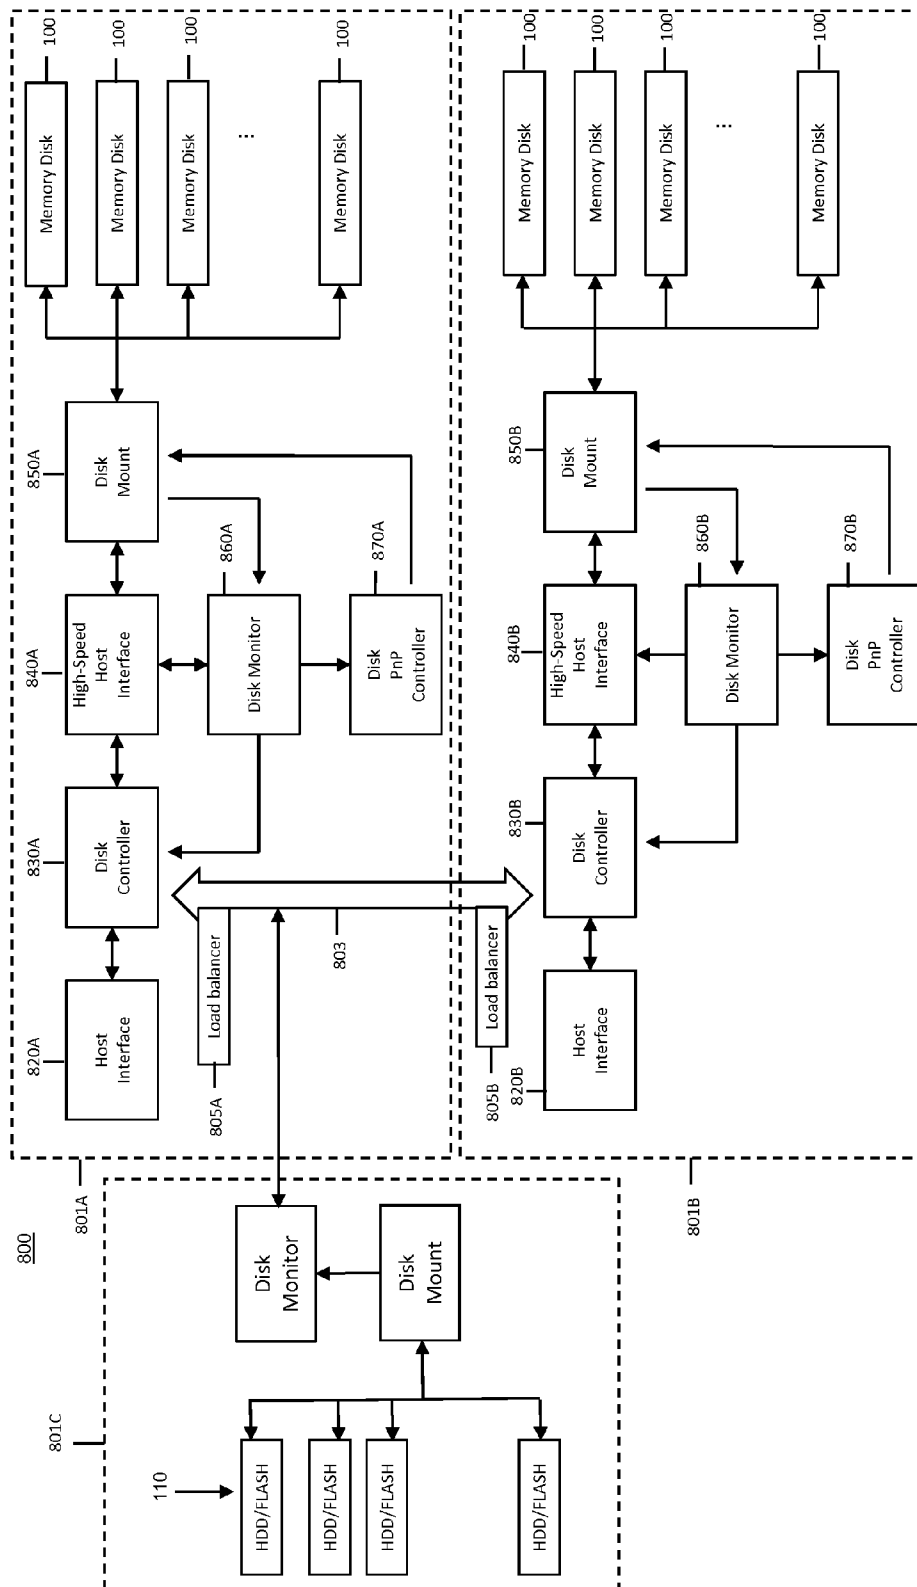 800
801C
110
HDD/FLASH
HDD/FLASH
HDD/FLASH
HDD/FLASH
Disk
Monitor
Disk
Mount
801A
820A
Host
Interface
805A
Load balancer
803
830A
Disk
Controller
840A
High-Speed
Host
Interface
Disk Monitor
860A
Disk
PnP
Controller
870A
850A
Disk
Mount
Memory Disk
100
Memory Disk
100
Memory Disk
100
...
Memory Disk
100
801B
820B
Host
Interface
805B
Load balancer
830B
Disk
Controller
840B
High-Speed
Host
Interface
Disk Monitor
860B
Disk
PnP
Controller
870B
850B
Disk
Mount
Memory Disk
100
Memory Disk
100
Memory Disk
100
...
Memory Disk
100